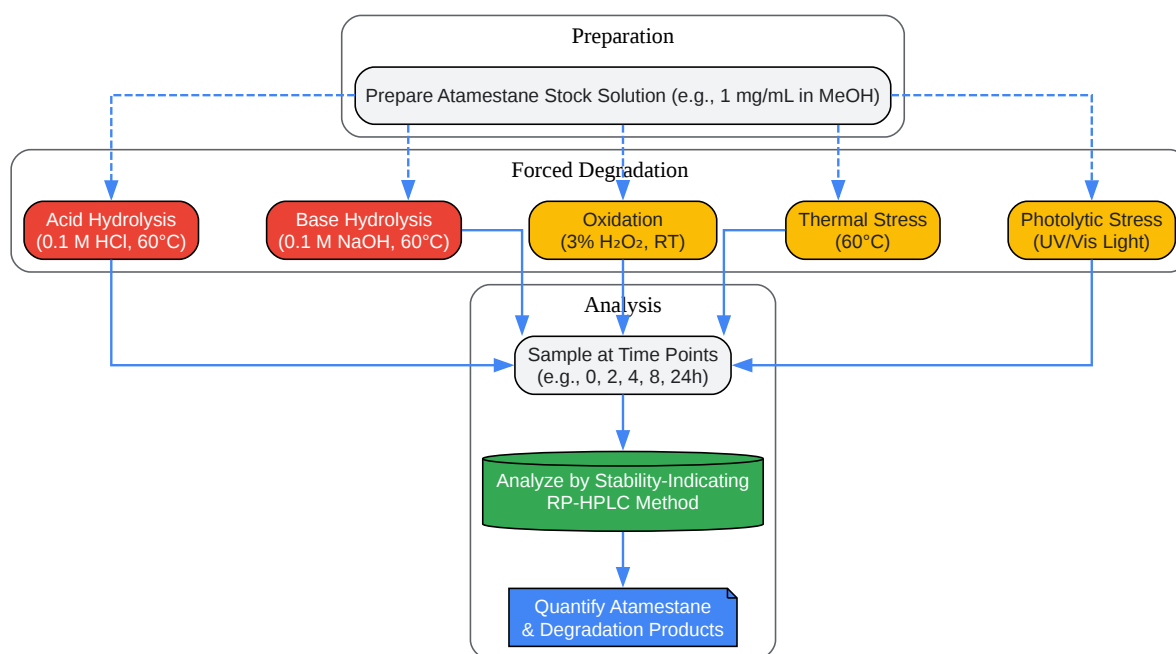 Preparation
Prepare Atamestane Stock Solution (e.g., 1 mg/mL in MeOH)
Forced Degradation
Acid Hydrolysis
(0.1 M HCl, 60°C)
Base Hydrolysis
(0.1 M NaOH, 60°C)
Oxidation
(3% H₂O₂, RT)
Thermal Stress
(60°C)
Photolytic Stress
(UV/Vis Light)
Analysis
Sample at Time Points
(e.g., 0, 2, 4, 8, 24h)
Analyze by Stability-Indicating
RP-HPLC Method
Quantify Atamestane
& Degradation Products